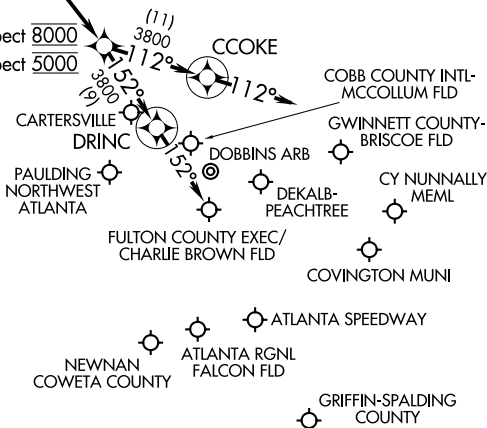 (11)
3800
pect 8000
112°
CCOKE
pect 5000
112°
152°
3800
(9)
COBB COUNTY INTL-
MCCOLLUM FLD
CARTERSVILLE
DRINC
GWINNETT COUNTY-
BRISCOE FLD
152°
DOBBINS ARB
PAULDING
NORTHWEST
ATLANTA
DEKALB-
PEACHTREE
CY NUNNALLY
MEML
FULTON COUNTY EXEC/
CHARLIE BROWN FLD
COVINGTON MUNI
ATLANTA SPEEDWAY
NEWNAN
COWETA COUNTY
ATLANTA RGNL
FALCON FLD
GRIFFIN-SPALDING
COUNTY